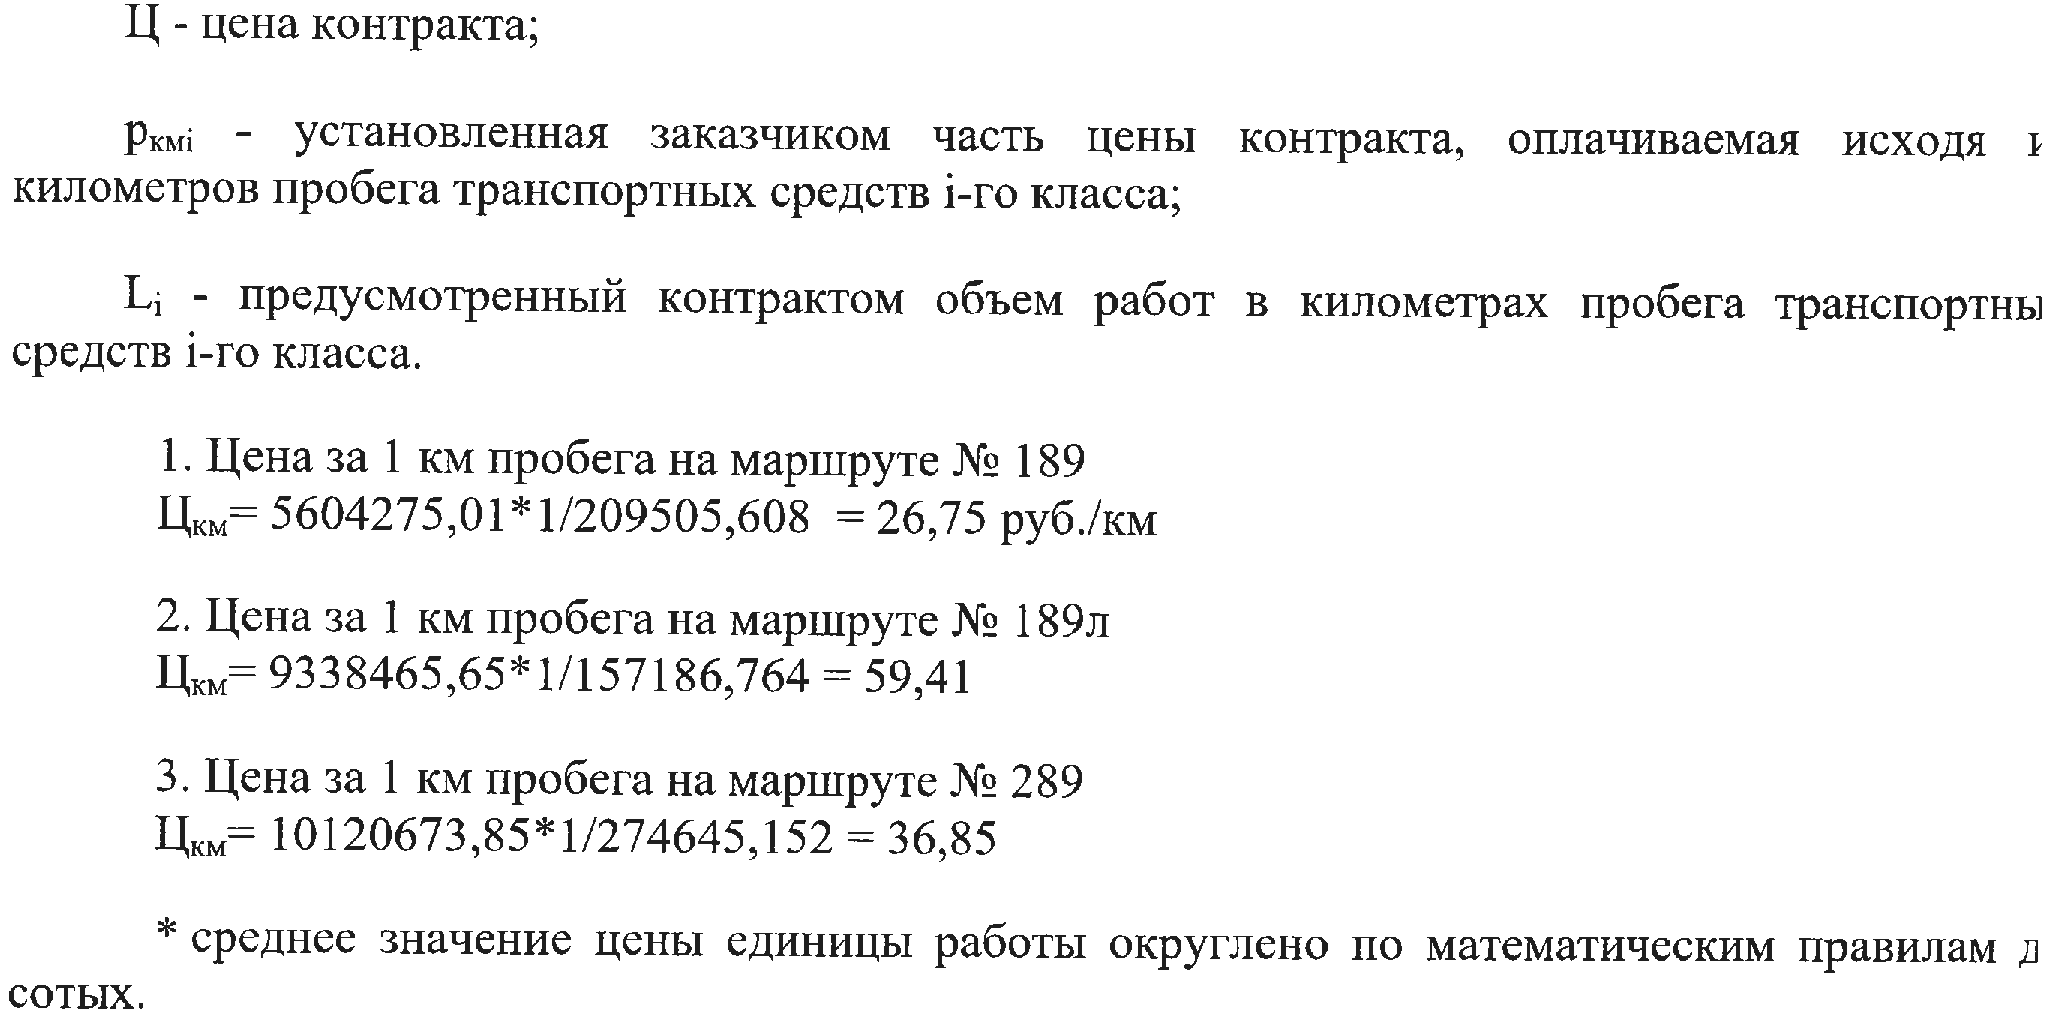 Ц - цена контракта;
ркмi - установленная заказчиком часть цены контракта, оплачиваемая исходя
километров пробега транспортных средств i-го класса;
Li - предусмотренный контрактом объем работ в километрах пробега транспортны
средств i-го класса.
1. Цена за 1 км пробега на маршруте № 189
Цкм= 5604275,01*1/209505,608 = 26,75 руб./км
2. Цена за 1 км пробега на маршруте № 189л
Цкм= 9338465,65*1/157186,764 = 59,41
3. Цена за 1 км пробега на маршруте № 289
Цкм= 10120673,85*1/274645,152 = 36,85
* среднее значение цены единицы работы округлено по математическим правилам
сотых.